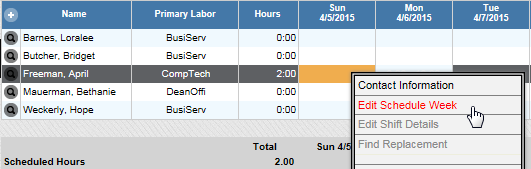 Name Primary Labor Hours Sun Mon Tue
4/5/2015 4/6/2015 4/7/2015
Barnes, Loralee BusiServ 0:00
Butcher, Bridget BusiServ 0:00
Freeman, April CompTech 2:00
Mauerman, Bethanie DeanOffi 0:00
Weckerly, Hope BusiServ 0:00
Contact Information
Edit Schedule Week
Edit Shift Details
Find Replacement
Total Sun 4/5
Scheduled Hours 2.00